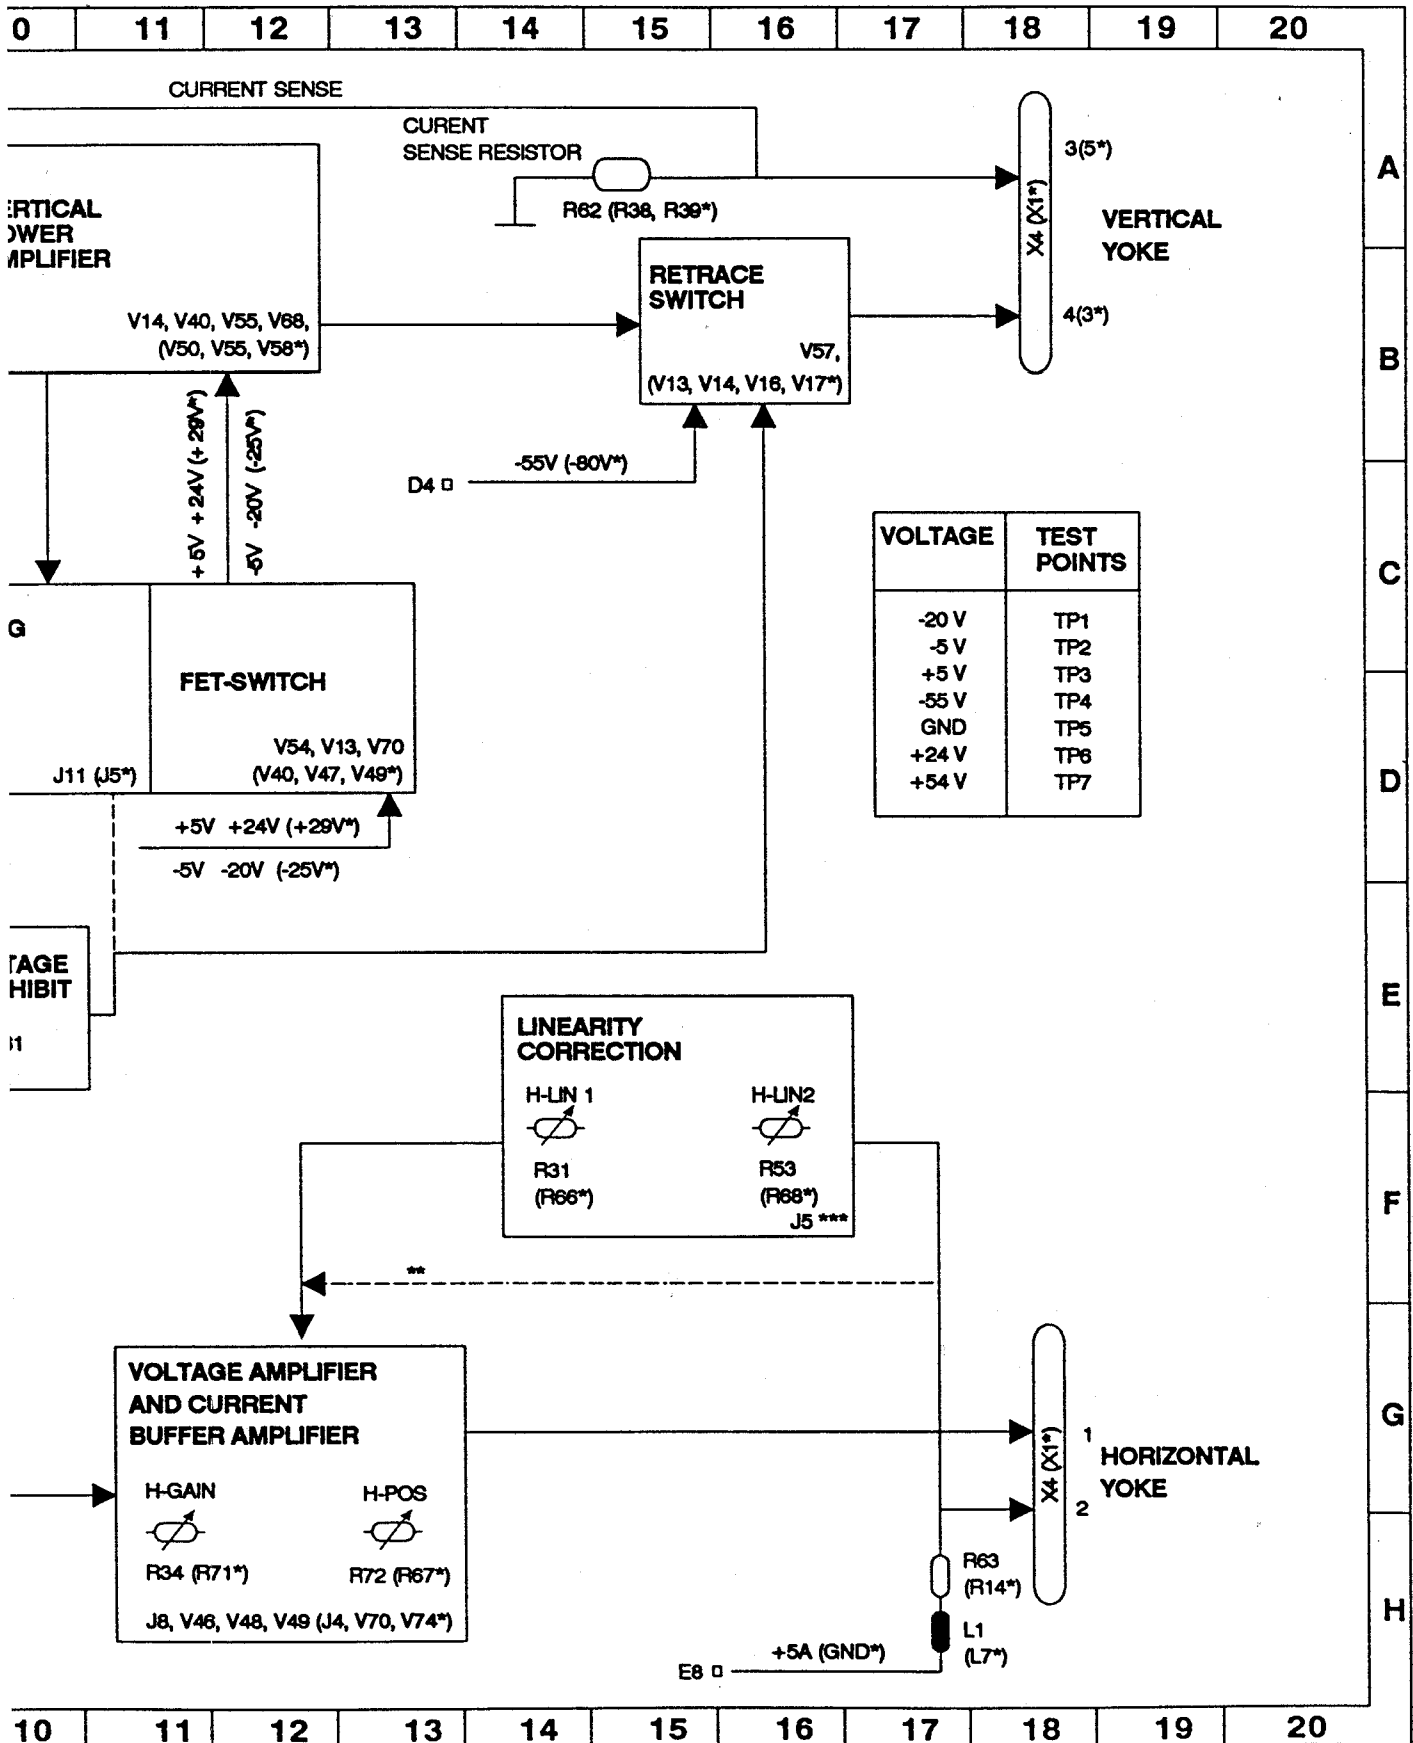 0 11 12 13 14 15 16 17 18 19 20
CURRENT SENSE
CURENT
SENSE RESISTOR
R62 (R38, R39*)
3(5*)
X4 (X1*)
VERTICAL
YOKE
4(3*)
A
ERTICAL
OWER
MPLIFIER
V14, V40, V55, V68,
(V50, V55, V58*)
RETRACE
SWITCH
V57,
(V13, V14, V16, V17*)
B
+5V +24V (+29V*)
-5V -20V (-25V*)
-55V (-80V*)
D4
VOLTAGE TEST
POINTS
-20 V TP1
-5 V TP2
+5 V TP3
-55 V TP4
GND TP5
+24 V TP6
+54 V TP7
C
G
FET-SWITCH
V54, V13, V70
(V40, V47, V49*)
J11 (J5*)
D
+5V +24V (+29V*)
-5V -20V (-25V*)
TAGE
HIBIT
31
E
LINEARITY
CORRECTION
H-LIN 1 H-LIN2
R31 R53
(R66*) (R68*)
J5 ***
F
**
VOLTAGE AMPLIFIER
AND CURRENT
BUFFER AMPLIFIER
H-GAIN H-POS
R34 (R71*) R72 (R67*)
J8, V46, V48, V49 (J4, V70, V74*)
X4 (X1*)
1
2
HORIZONTAL
YOKE
G
R63
(R14*)
L1
(L7*)
+5A (GND*)
E8
H
10 11 12 13 14 15 16 17 18 19 20